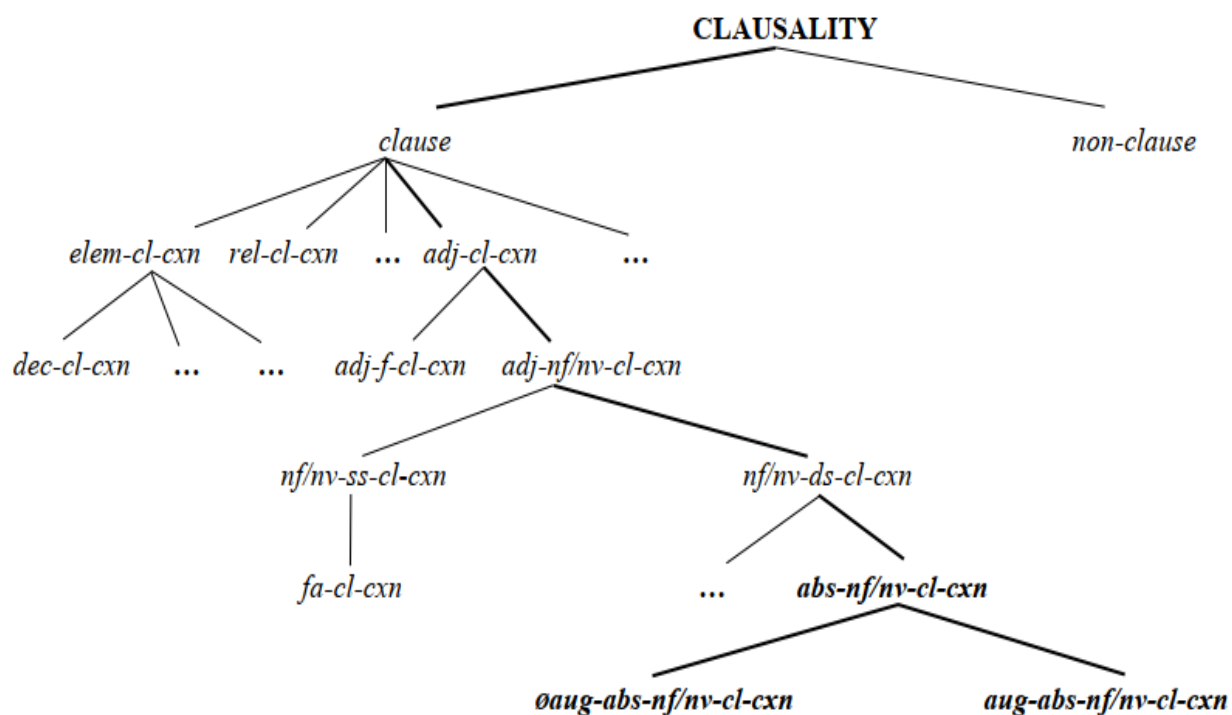 CLAUSALITY
clause non-clause
elem-cl-cxn rel-cl-cxn ... adj-cl-cxn ...
dec-cl-cxn ... ... adj-f-cl-cxn adj-nf/nv-cl-cxn
nf/nv-ss-cl-cxn nf/nv-ds-cl-cxn
fa-cl-cxn ... abs-nf/nv-cl-cxn
øaug-abs-nf/nv-cl-cxn aug-abs-nf/nv-cl-cxn